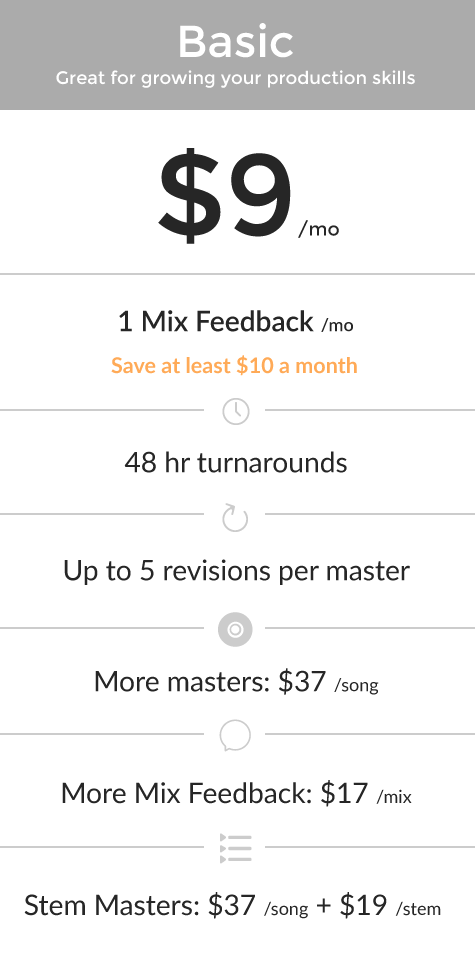 Basic
Great for growing your production skills
$9 /mo
1 Mix Feedback /mo
Save at least $10 a month
48 hr turnarounds
Up to 5 revisions per master
More masters: $37 /song
More Mix Feedback: $17 /mix
Stem Masters: $37 /song + $19 /stem